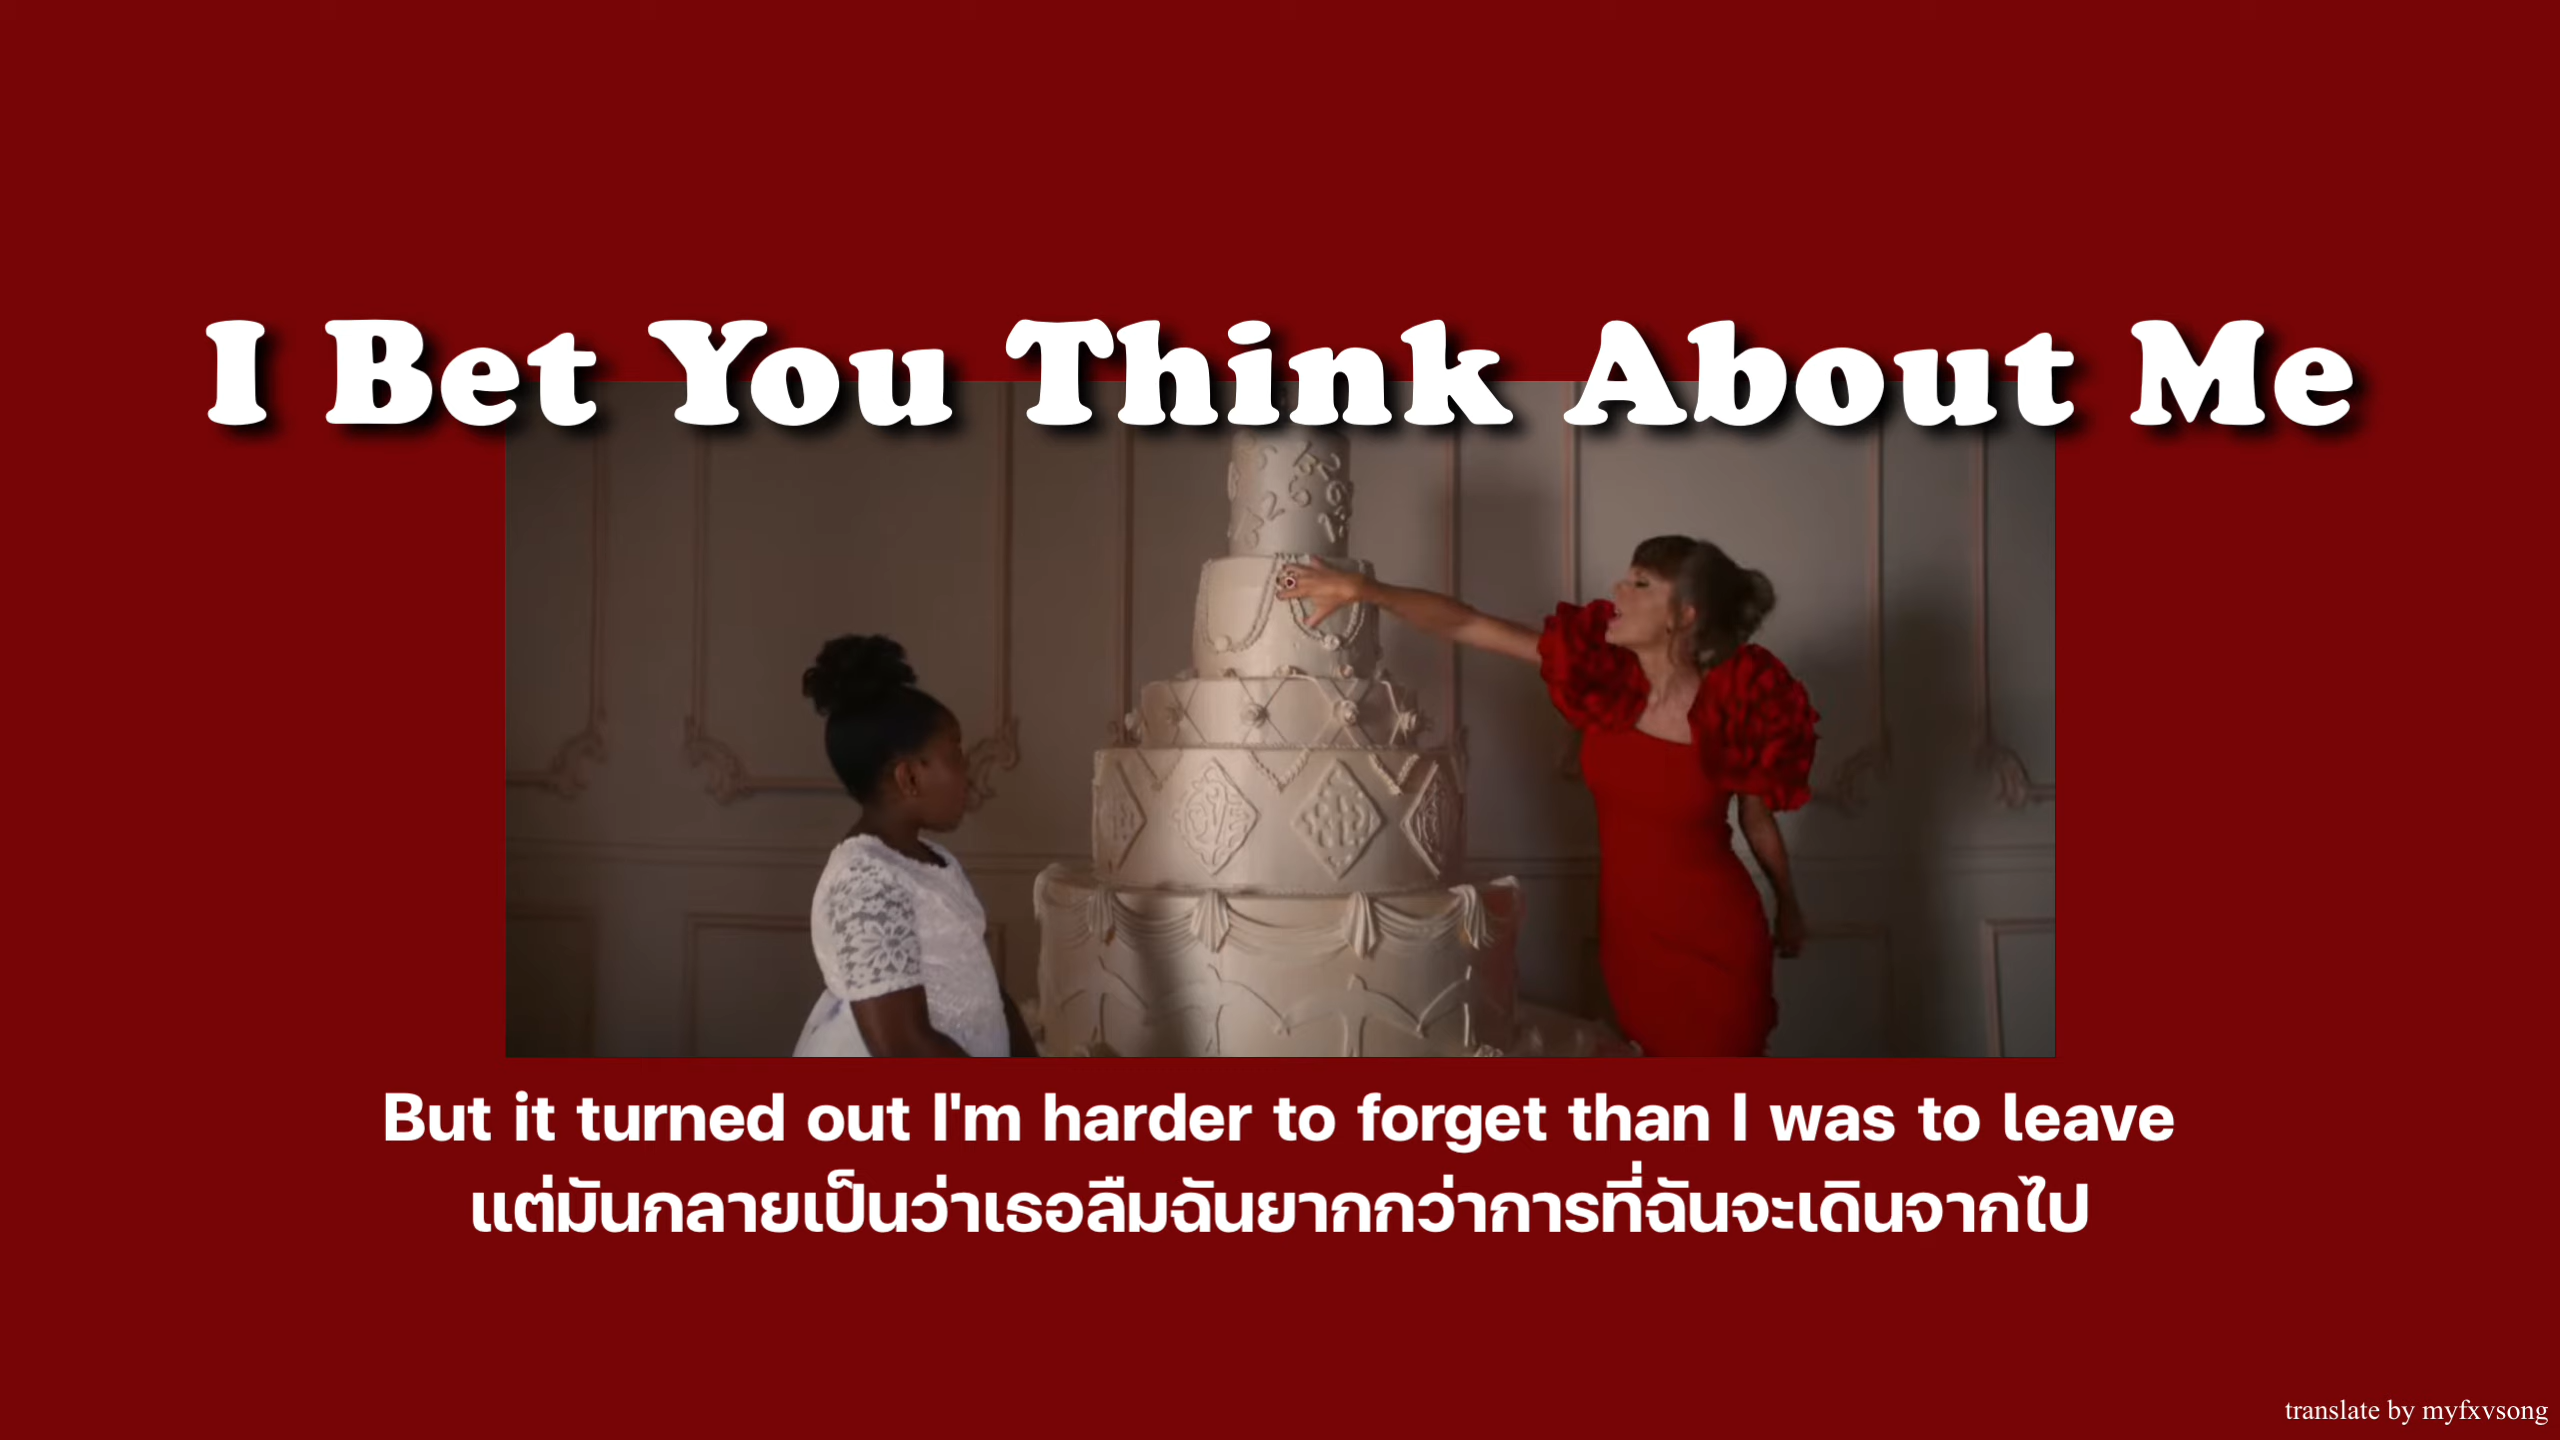 I Bet You Think About Me
But it turned out I'm harder to forget than I was to leave
แต่มันกลายเป็นว่าเธอลืมฉันยากกว่าการที่ฉันจะเดินจากไป
translate by myfxvsong